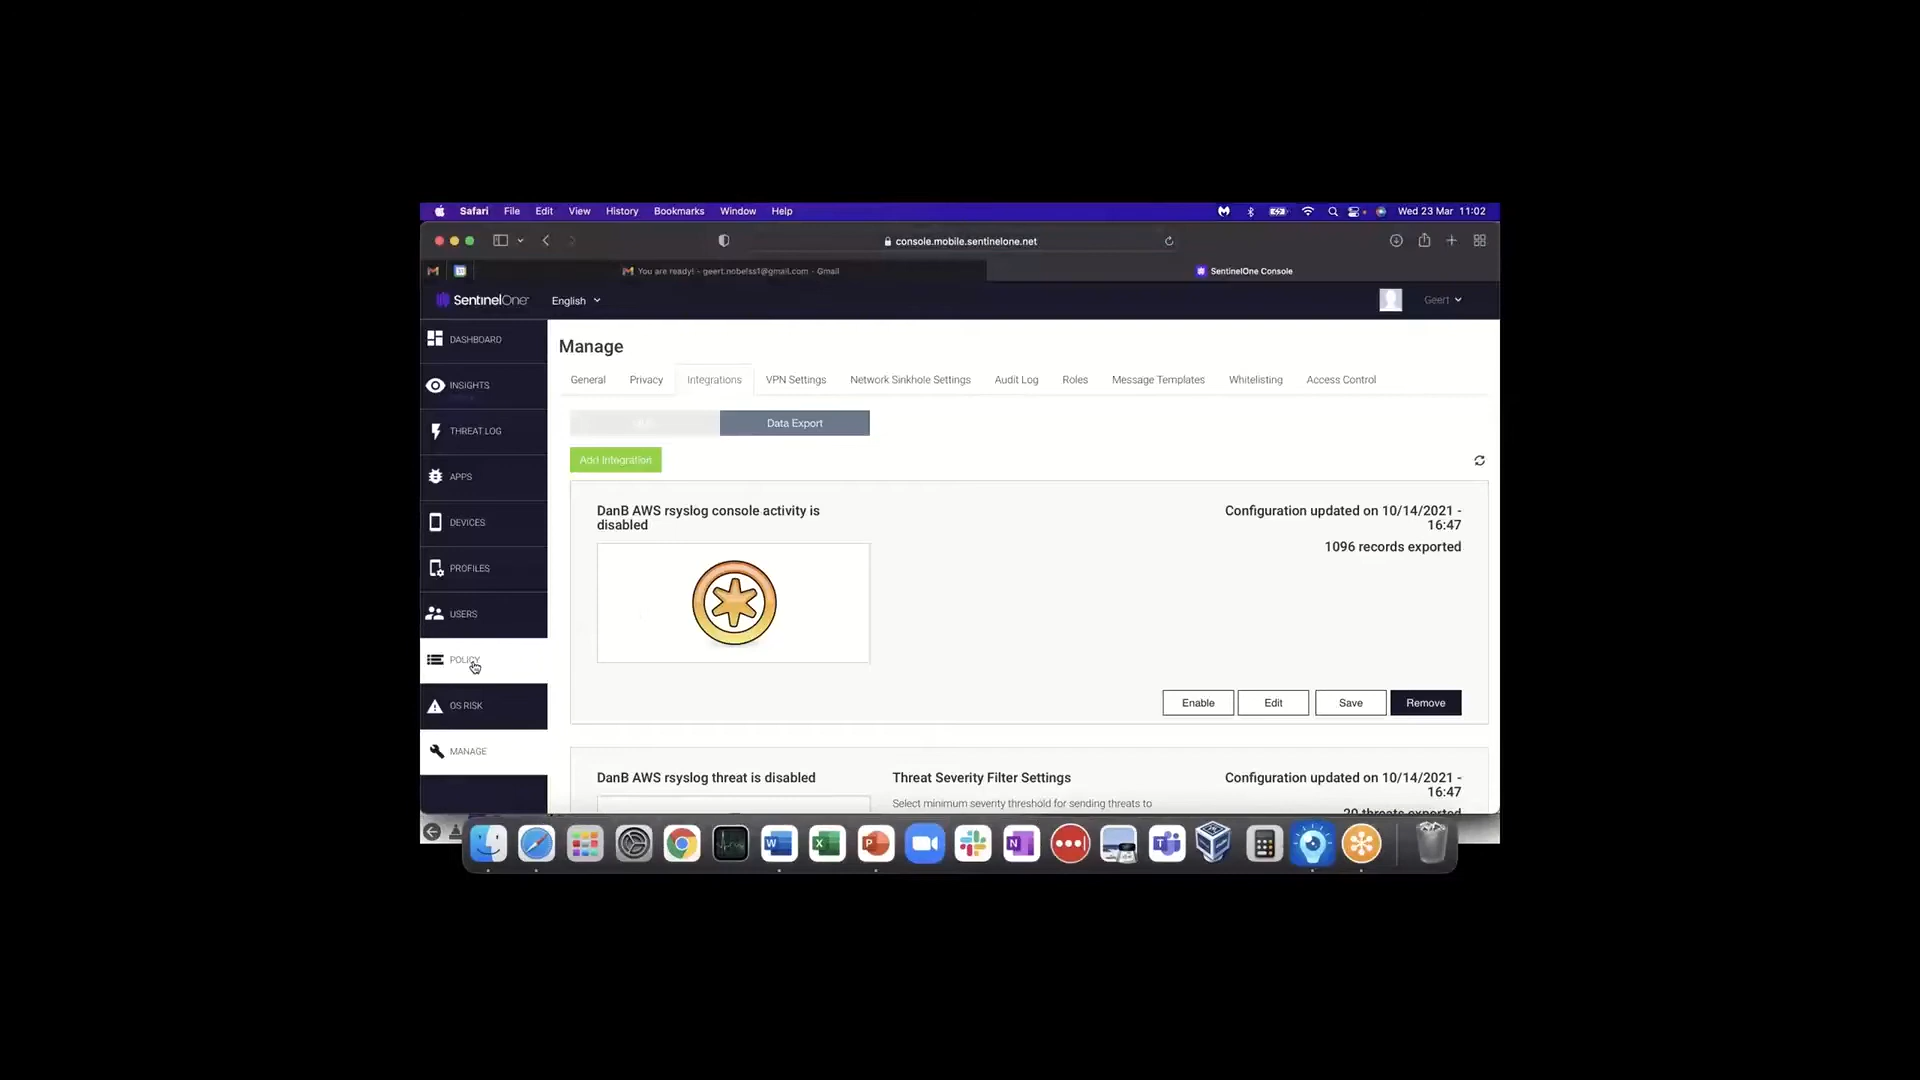 Safari File Edit View History Bookmarks Window Help Wed 23 Mar 11:02
console.mobile.sentinelone.net
You are ready! - geert.nobelss1@gmail.com - Gmail SentinelOne Console
SentinelOne English Geert
DASHBOARD
INSIGHTS
THREAT LOG
APPS
DEVICES
PROFILES
USERS
POLICY
OS RISK
MANAGE
Manage
General Privacy Integrations VPN Settings Network Sinkhole Settings Audit Log Roles Message Templates Whitelisting Access Control
Data Export
Add Integration
DanB AWS rsyslog console activity is
disabled
Configuration updated on 10/14/2021 -
16:47
1096 records exported
Enable Edit Save Remove
DanB AWS rsyslog threat is disabled
Threat Severity Filter Settings
Select minimum severity threshold for sending threats to
Configuration updated on 10/14/2021 -
16:47
threats exported